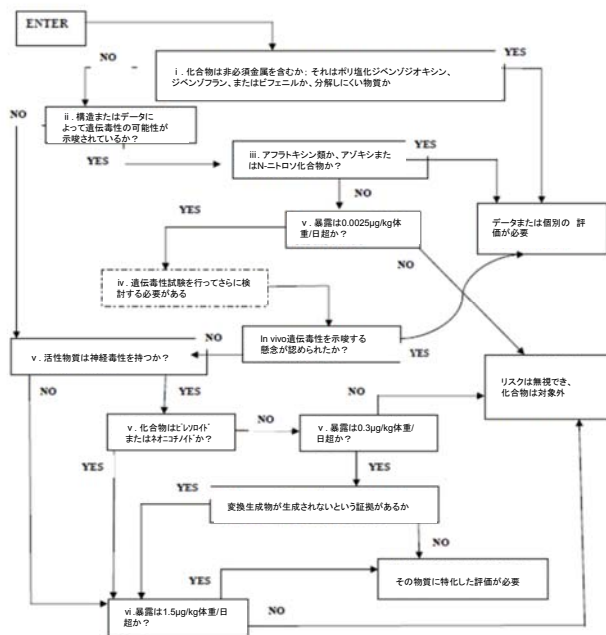 ENTER
NO
YES
i . 化合物は非必須金属を含むか; それはポリ塩化ジベンゾジオキシン、
ジベンゾフラン、またはビフェニルか、分解しにくい物質か
NO
ii . 構造またはデータに
よって遺伝毒性の可能性が
示唆されているか?
YES
iii . アフラトキシン類か、アゾキシまた
はN-ニトロソ化合物か?
YES
NO
YES
v . 暴露は0.0025μg/kg体
重/日超か?
データまたは個別の 評
価が必要
NO
iv . 遺伝毒性試験を行ってさらに検
討する必要がある
In vivo遺伝毒性を示唆する
懸念が認められたか?
NO
YES
v . 活性物質は神経毒性を持つか?
リスクは無視でき、
化合物は対象外
NO
YES
NO
v . 化合物はピレソロイド
またはネオニコチノイドか?
NO
v . 暴露は0.3μg/kg体重/
日超か?
YES
YES
YES
変換生成物が生成されないという証拠があるか
NO
YES
その物質に特化した評価が必要
vi . 暴露は1.5μg/kg体重/日
超か?
NO